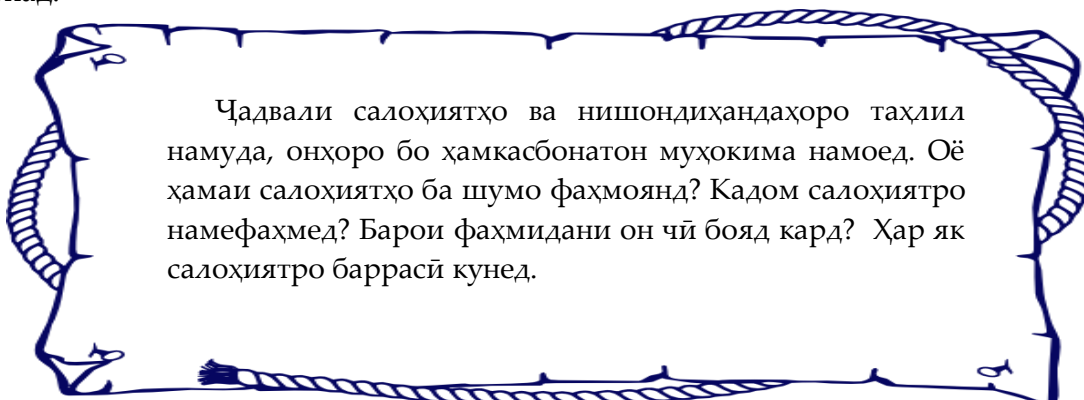 Ҷадвали салоҳиятҳо ва нишондиҳандаҳоро таҳлил
намуда, онҳоро бо ҳамкасбонатон муҳокима намоед. Оё
ҳамаи салоҳиятҳо ба шумо фаҳмоянд? Кадом салоҳиятро
намефаҳмед? Барои фаҳмидани он чӣ бояд кард? Ҳар як
салоҳиятро баррасӣ кунед.